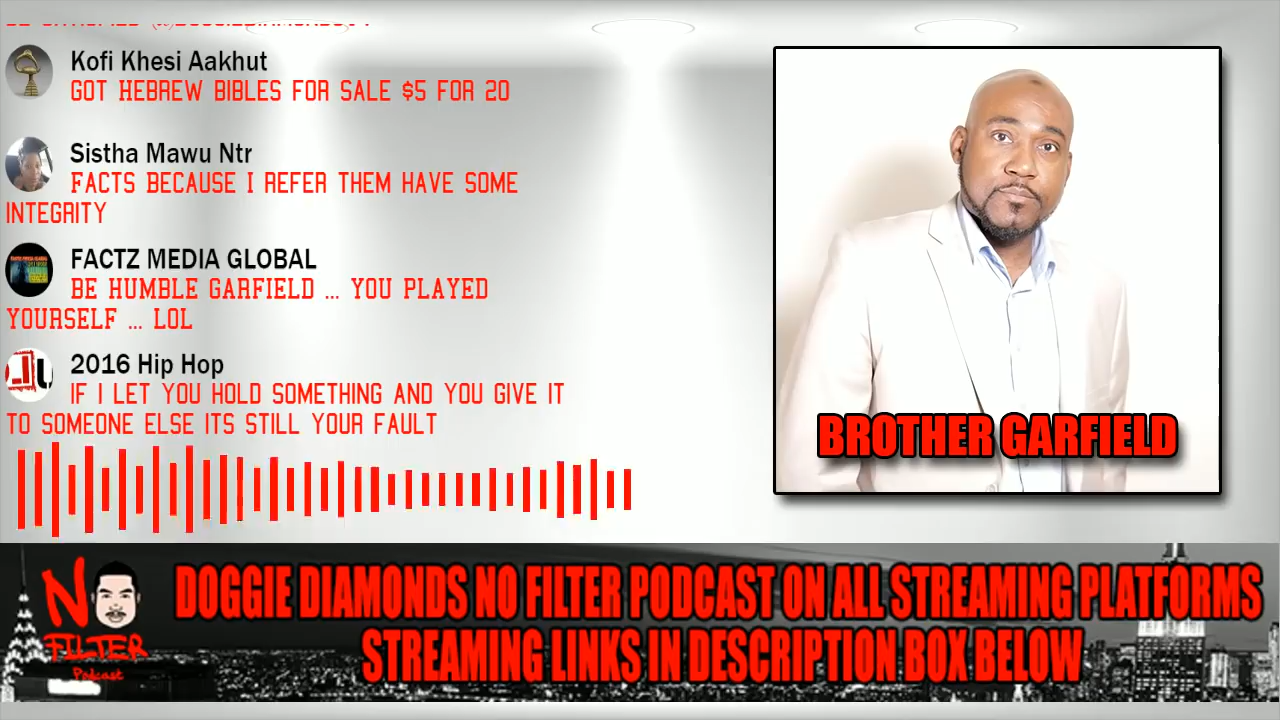 Kofi Khesi Aakhut
GOT HEBREW BIBLES FOR SALE $5 FOR 20
Sistha Mawu Ntr
FACTS BECAUSE I REFER THEM HAVE SOME
INTEGRITY
FACTZ MEDIA GLOBAL
BE HUMBLE GARFIELD ... YOU PLAYED
YOURSELF ... LOL
2016 Hip Hop
IF I LET YOU HOLD SOMETHING AND YOU GIVE IT
TO SOMEONE ELSE ITS STILL YOUR FAULT
BROTHER GARFIELD
NO
FILTER
Podcast
DOGGIE DIAMONDS NO FILTER PODCAST ON ALL STREAMING PLATFORMS
STREAMING LINKS IN DESCRIPTION BOX BELOW